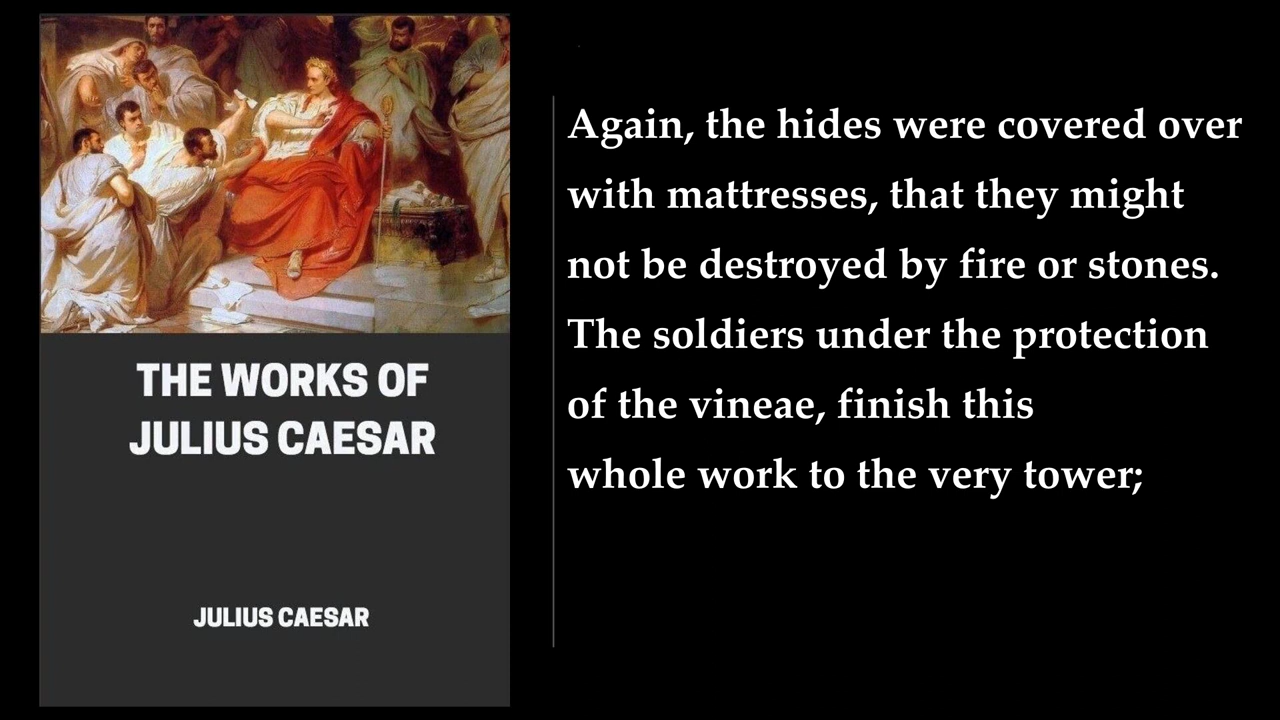 THE WORKS OF
JULIUS CAESAR
JULIUS CAESAR
Again, the hides were covered over
with mattresses, that they might
not be destroyed by fire or stones.
The soldiers under the protection
of the vineae, finish this
whole work to the very tower;